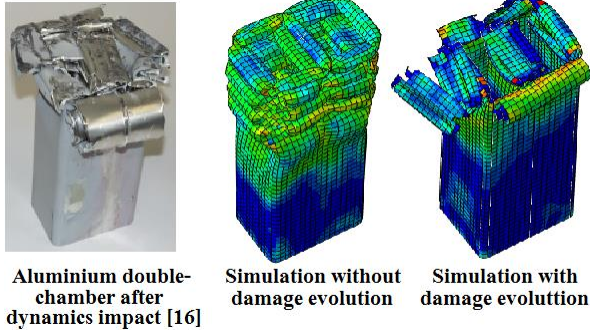 Aluminium double-
chamber after
dynamics impact [16]
Simulation without
damage evolution
Simulation with
damage evoluttion